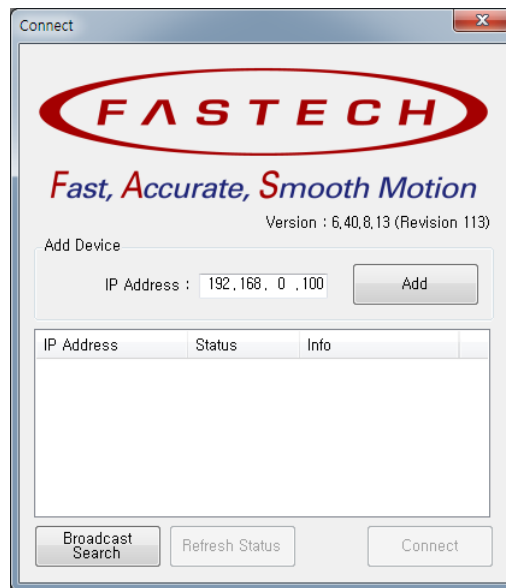 Connect
FASTECH
Fast, Accurate, Smooth Motion
Version : 6,40,8,13 (Revision 113)
Add Device
IP Address : 192.168. 0 .100 Add
IP Address Status Info
Broadcast
Search
Refresh Status
Connect